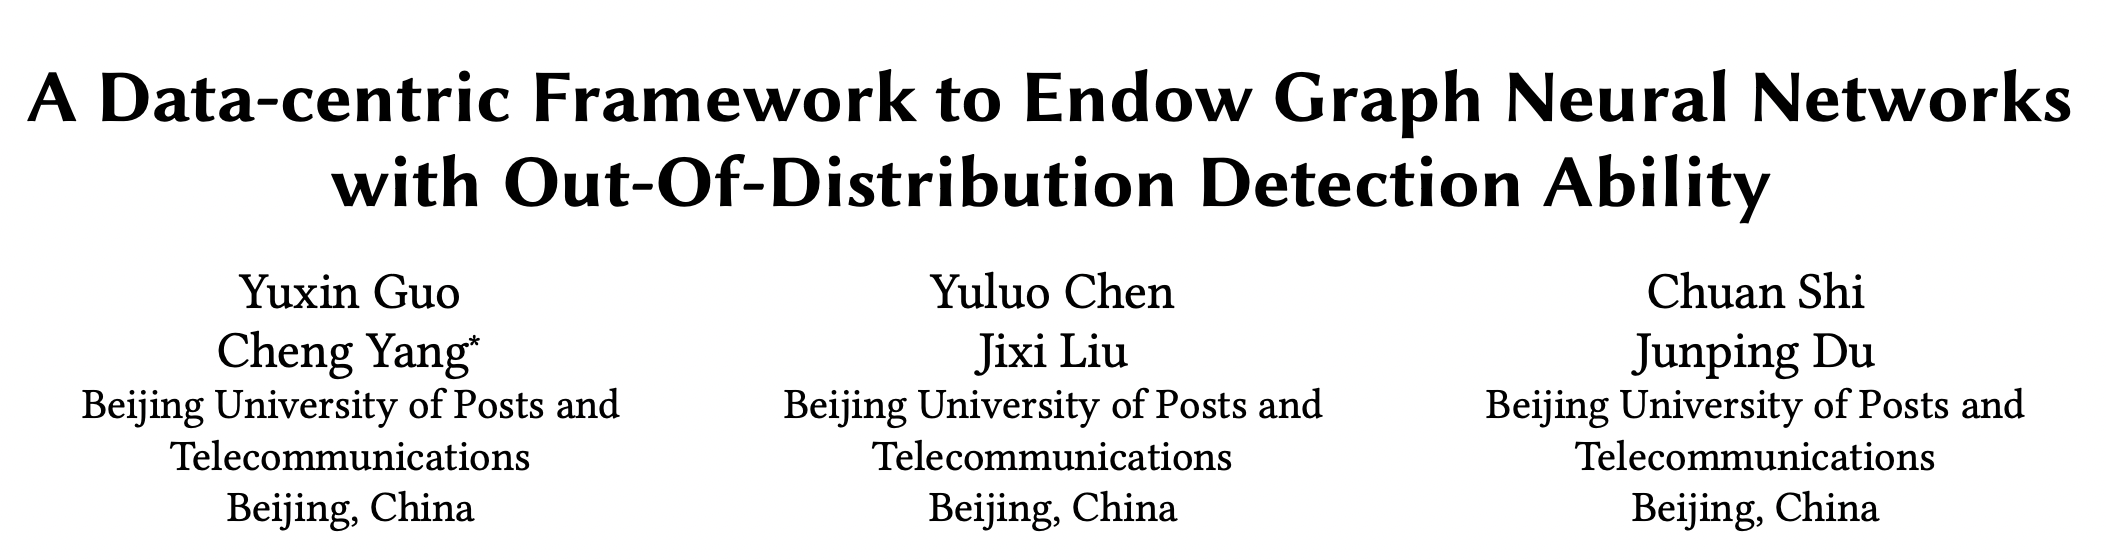 A Data-centric Framework to Endow Graph Neural Networks
with Out-Of-Distribution Detection Ability
Yuxin Guo
Cheng Yang*
Beijing University of Posts and
Telecommunications
Beijing, China
Yuluo Chen
Jixi Liu
Beijing University of Posts and
Telecommunications
Beijing, China
Chuan Shi
Junping Du
Beijing University of Posts and
Telecommunications
Beijing, China